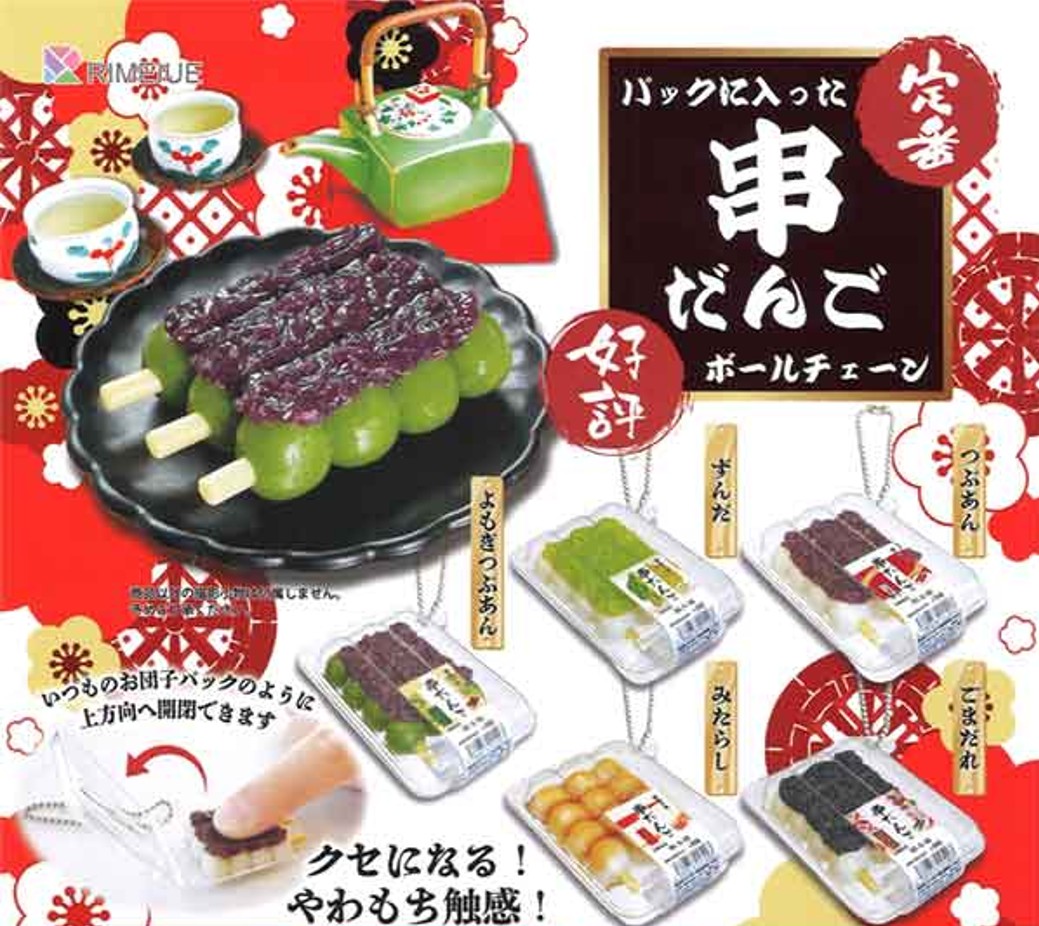 PRIME JUE
定番
パックに入った
串
だんご
ボールチェーン
好評
よもぎつぶあん
ずんだ
つぶあん
みたらし
ごまだれ
いつものお団子パックのように
上方向へ開閉できます
クセになる!
やわもち触感!